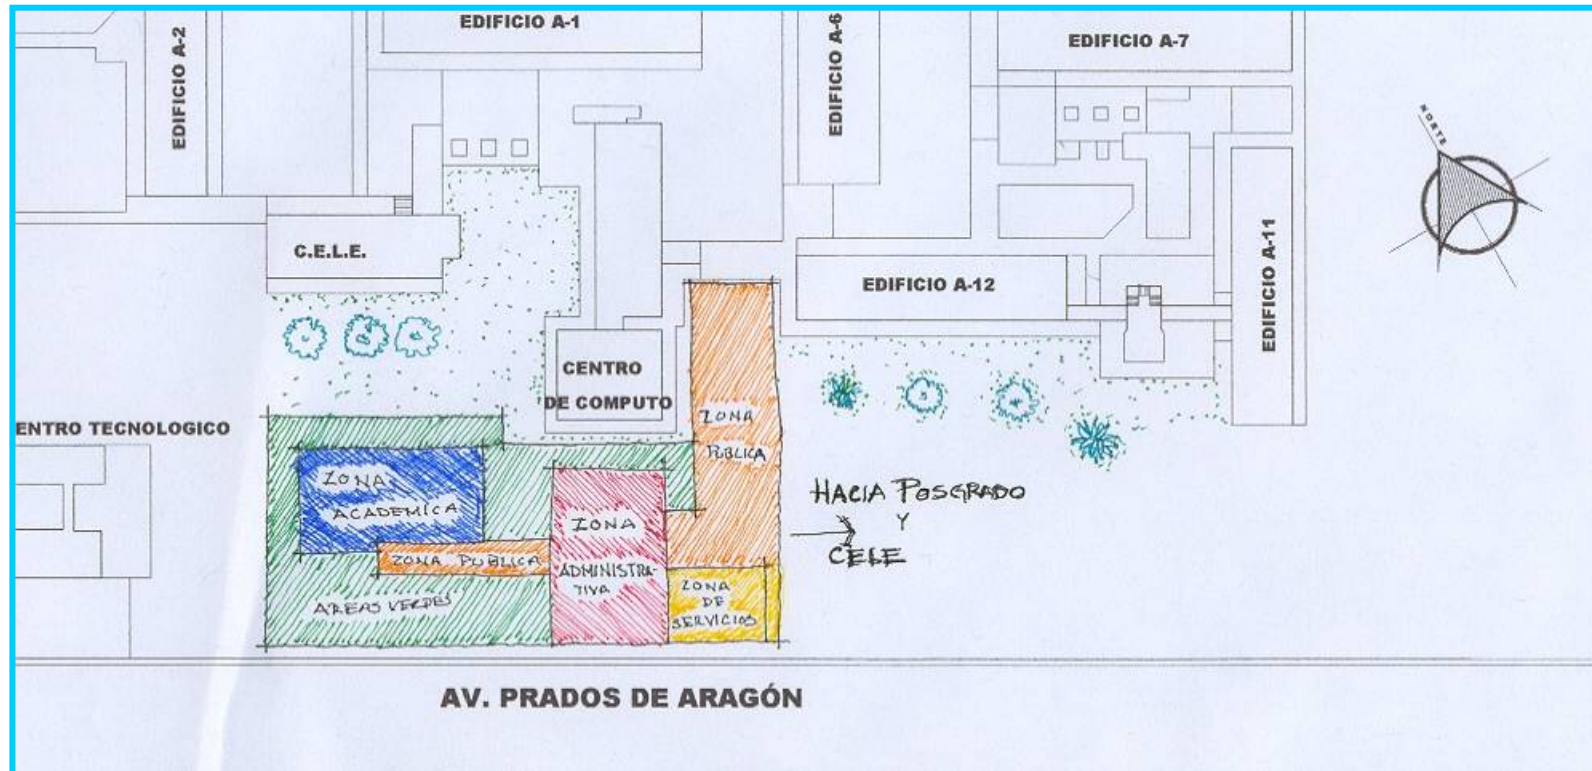 EDIFICIO A-1
EDIFICIO A-2
EDIFICIO A-6
EDIFICIO A-7
NORTE
C.E.L.E.
EDIFICIO A-12
EDIFICIO A-11
CENTRO
DE COMPUTO
ENTRO TECNOLOGICO
ZONA
PUBLICA
ZONA
ACADEMICA
ZONA PUBLICA
ZONA
ADMINISTRA-
TIVA
AREAS VERDES
ZONA
DE
SERVICIOS
HACIA POSGRADO
Y
CELE
AV. PRADOS DE ARAGÓN